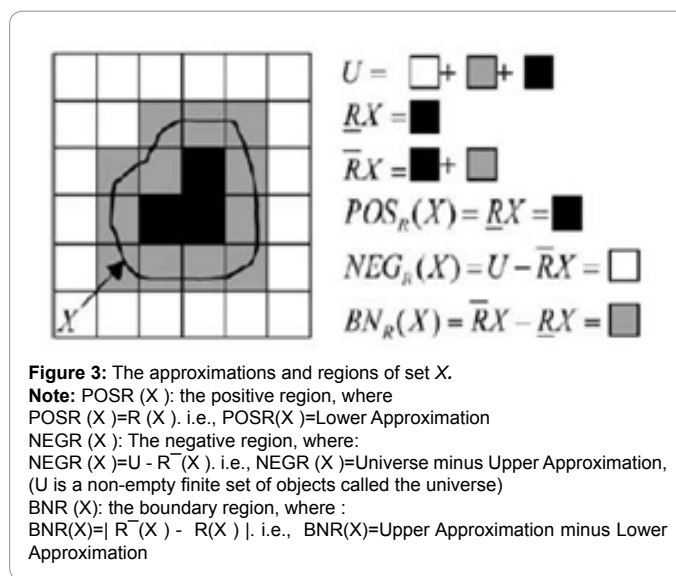 U = + +
R̲X =
R̅X = +
POS_R(X) = R̲X =
NEG_R(X) = U – R̅X =
BN_R(X) = R̅X – R̲X =
X
Figure 3: The approximations and regions of set X.
Note: POSR (X ): the positive region, where
POSR (X )=R (X ). i.e., POSR(X )=Lower Approximation
NEGR (X ): The negative region, where:
NEGR (X )=U - R¯(X ). i.e., NEGR (X )=Universe minus Upper Approximation,
(U is a non-empty finite set of objects called the universe)
BNR (X): the boundary region, where :
BNR(X)=| R¯(X ) - R(X ) |. i.e., BNR(X)=Upper Approximation minus Lower
Approximation